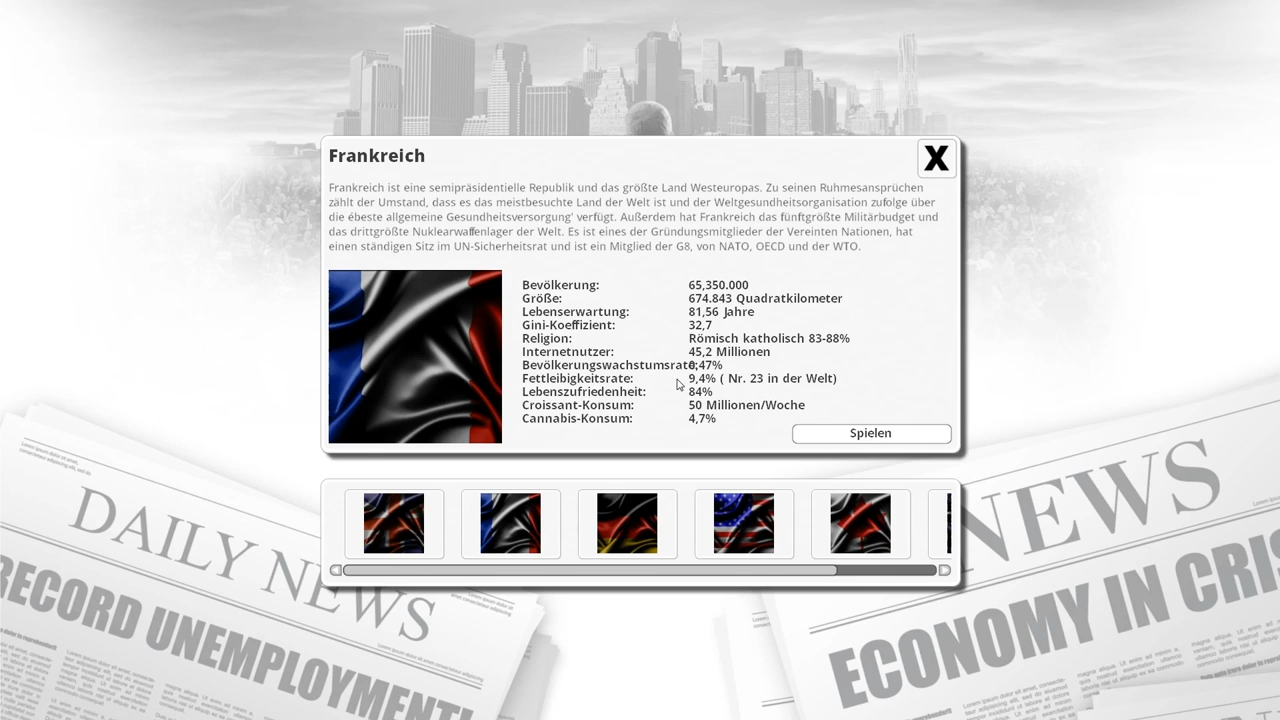 Frankreich
X
Frankreich ist eine semipräsidentielle Republik und das größte Land Westeuropas. Zu seinen Ruhmesansprüchen
zählt der Umstand, dass es das meistbesuchte Land der Welt ist und der Weltgesundheitsorganisation zufolge über
die ébeste allgemeine Gesundheitsversorgung' verfügt. Außerdem hat Frankreich das fünftgrößte Militärbudget und
das drittgrößte Nuklearwaffenlager der Welt. Es ist eines der Gründungsmitglieder der Vereinten Nationen, hat
einen ständigen Sitz im UN-Sicherheitsrat und ist ein Mitglied der G8, von NATO, OECD und der WTO.
Bevölkerung: 65,350.000
Größe: 674.843 Quadratkilometer
Lebenserwartung: 81,56 Jahre
Gini-Koeffizient: 32,7
Religion: Römisch katholisch 83-88%
Internetnutzer: 45,2 Millionen
Bevölkerungswachstumsrate: 0,47%
Fettleibigkeitsrate: 9,4% ( Nr. 23 in der Welt)
Lebenszufriedenheit: 84%
Croissant-Konsum: 50 Millionen/Woche
Cannabis-Konsum: 4,7%
Spielen
DAILY NEWS
RECORD UNEMPLOYMENT!
NEWS
ECONOMY IN CRIS